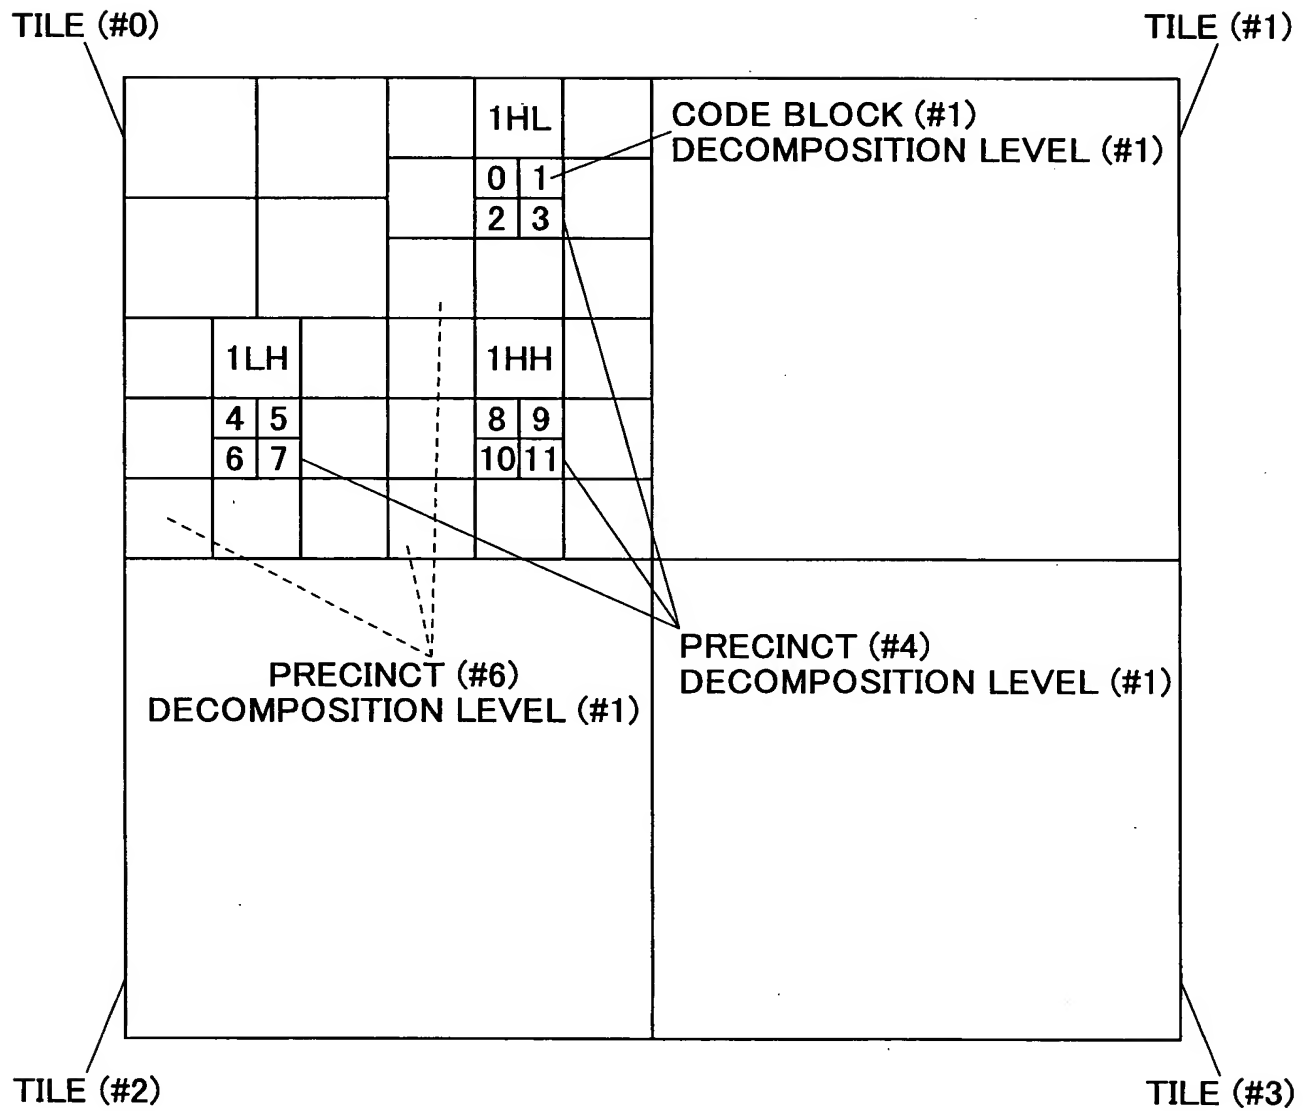 TILE (#0)
TILE (#1)
1HL
CODE BLOCK (#1)
DECOMPOSITION LEVEL (#1)
0 1
2 3
1LH
1HH
4 5
8 9
6 7
10 11
PRECINCT (#4)
DECOMPOSITION LEVEL (#1)
PRECINCT (#6)
DECOMPOSITION LEVEL (#1)
TILE (#2)
TILE (#3)